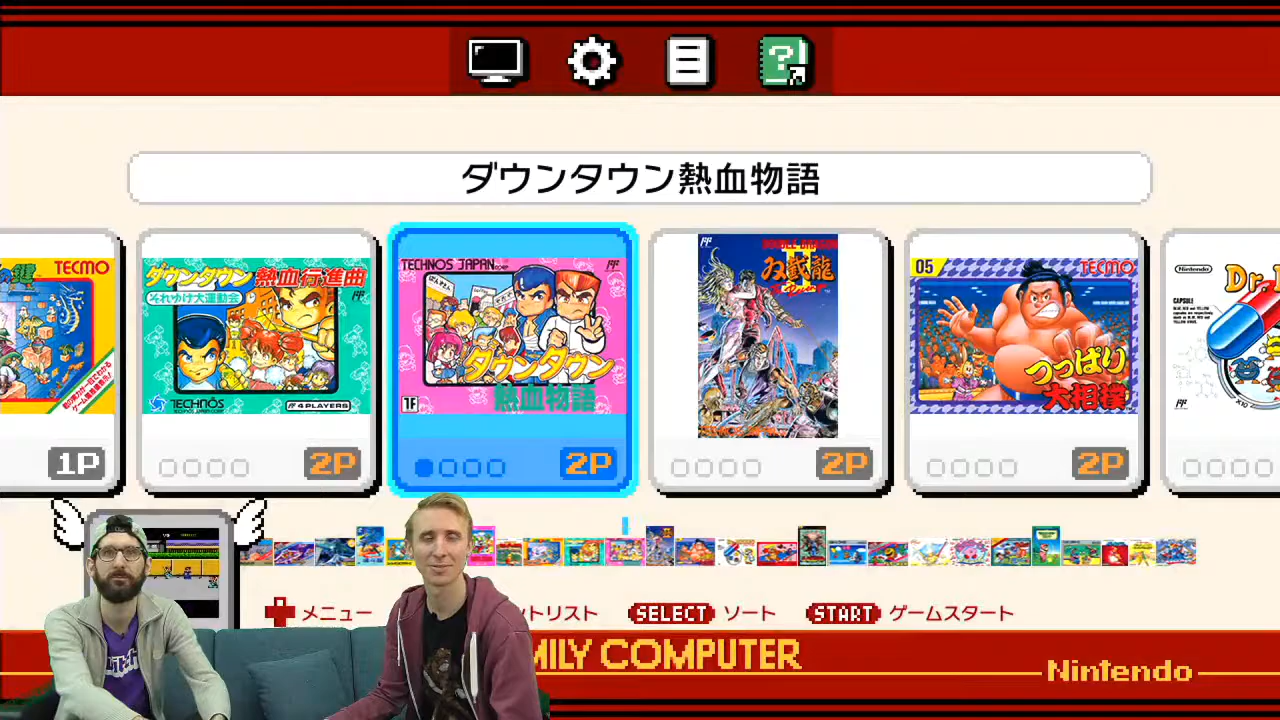 ?
ダウンタウン熱血物語
TECMO
1P
ダウンタウン 熱血行進曲
それゆけ大運動会
TECHNOS
4 PLAYERS
2P
TECHNOS JAPAN CORP
ダウンタウン
熱血物語
1F
2P
DOUBLE DRAGON
双截龍
2P
05
TECMO
つっぱり
大相撲
2P
Nintendo
Dr.
CAPSULE
メニュー
トリスト
SELECT ソート
START ゲームスタート
MILY COMPUTER
Nintendo